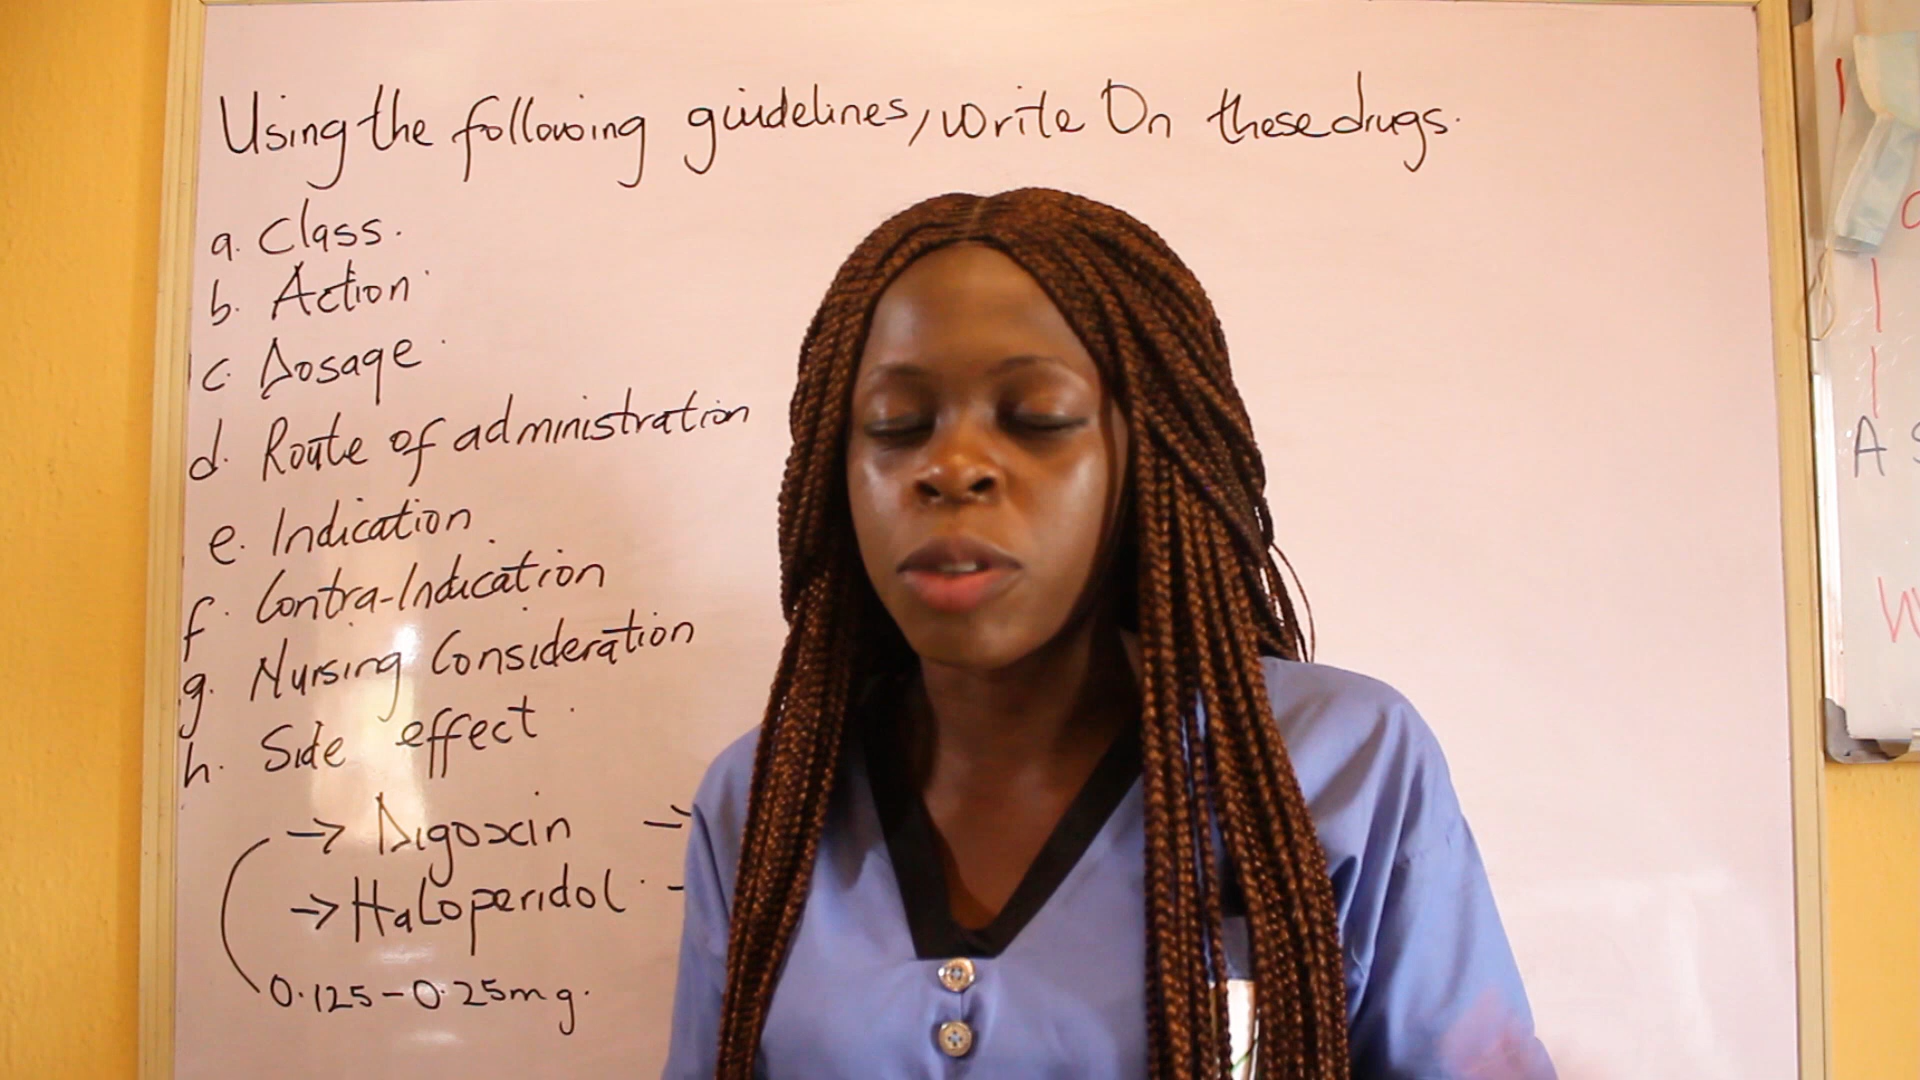 Using the following guidelines, write On these drugs.
a. Class.
b. Action.
c. Dosage.
d. Route of administration
e. Indication
f. Contra-Indication
g. Nursing Consideration
h. Side effect
→ Digoxin →
→ Haloperidol. -
0.125-0.25mg.
A